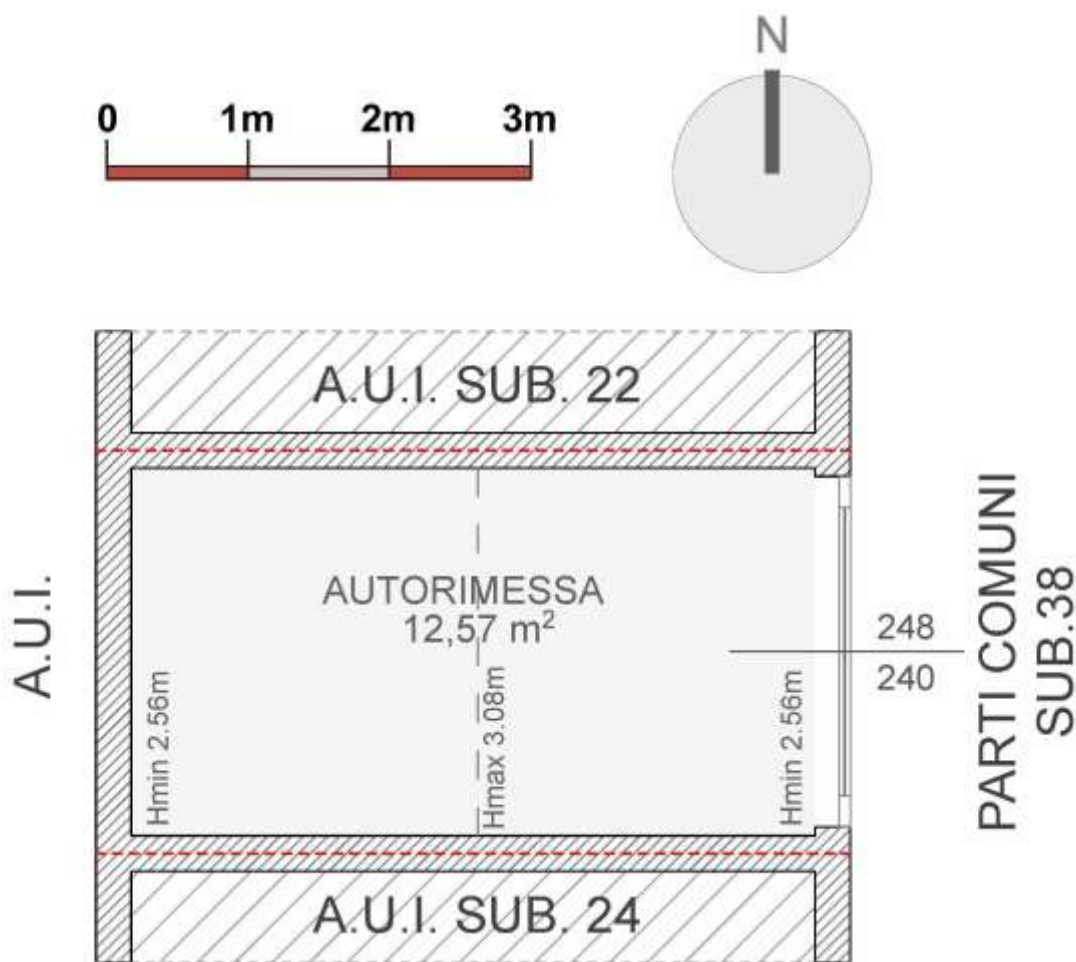 N
0 1m 2m 3m
A.U.I. SUB. 22
A.U.I.
AUTORIMESSA
12,57 m²
Hmin 2.56m
Hmax 3.08m
Hmin 2.56m
248
240
PARTI COMUNI
SUB.38
A.U.I. SUB. 24